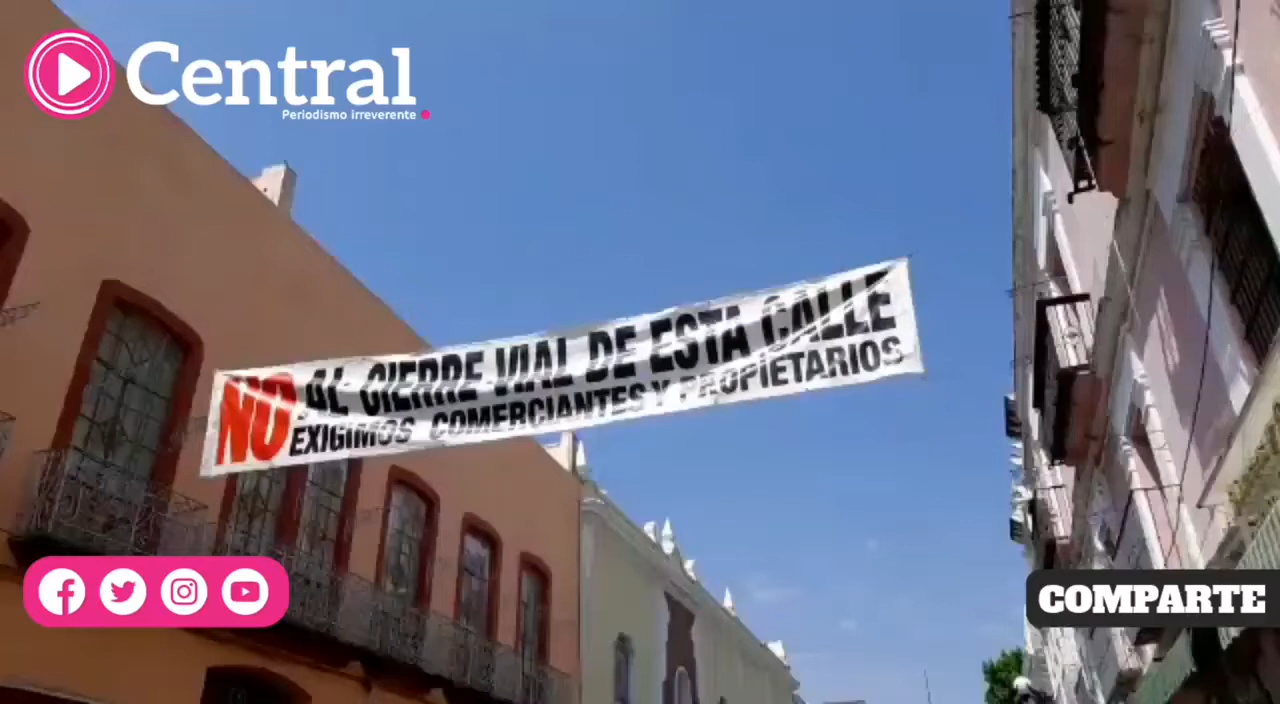 Central
Periodismo irreverente
NO AL CIERRE VIAL DE ESTA CALLE
EXIGIMOS COMERCIANTES Y PROPIETARIOS
COMPARTE